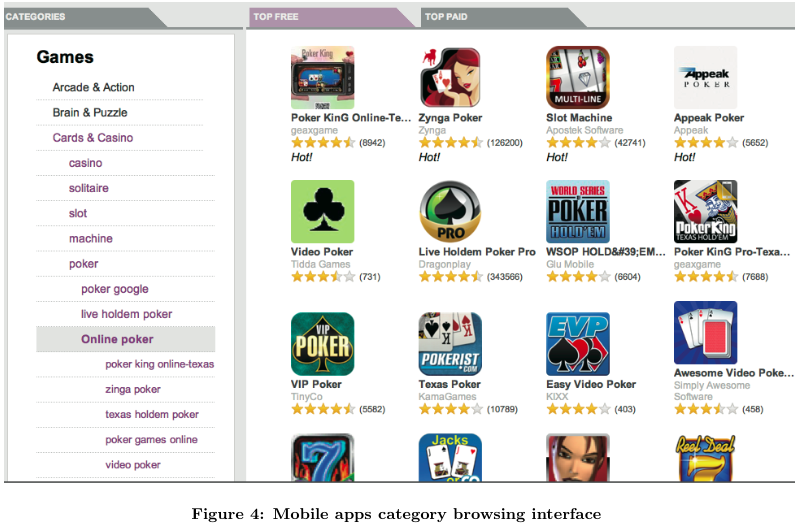 CATEGORIES
TOP FREE
TOP PAID
Games
Arcade & Action
Brain & Puzzle
Cards & Casino
casino
solitaire
slot
machine
poker
poker google
live holdem poker
Online poker
poker king online-texas
zinga poker
texas holdem poker
poker games online
video poker
Poker King
MULTI-LINE
Appeak
POKER
Poker KinG Online-Te...
Zynga Poker
Slot Machine
Appeak Poker
geaxgame
Zynga
Apostek Software
Appeak
(8942)
(126200)
(42741)
(5652)
Hot!
Hot!
Hot!
Hot!
PRO
WORLD SERIES
POKER
HOLD'EM
PokerKing
TEXAS HOLD'EM
Video Poker
Live Holdem Poker Pro
WSOP HOLD&#39;EM...
Poker KinG Pro-Texa...
Tidda Games
Dragonplay
Glu Mobile
geaxgame
(731)
(343566)
(6604)
(7688)
VIP
POKER
POKERIST
.COM
EVP
VIP Poker
Texas Poker
Easy Video Poker
Awesome Video Poke...
TinyCo
KamaGames
KIXX
Simply Awesome
Software
(5582)
(10789)
(403)
(458)
7
Jacks
Reel Deal
7
Figure 4: Mobile apps category browsing interface